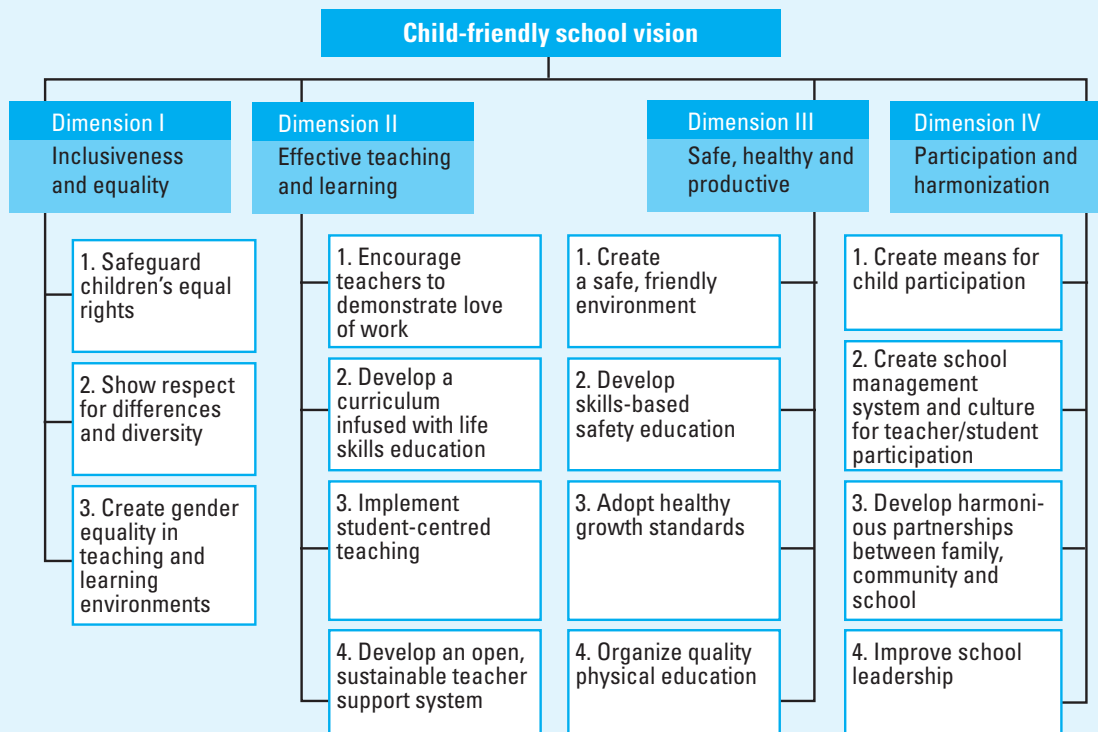 Child-friendly school vision
Dimension I
Inclusiveness
and equality
1. Safeguard
children's equal
rights
2. Show respect
for differences
and diversity
3. Create gender
equality in
teaching and
learning
environments
Dimension II
Effective teaching
and learning
1. Encourage
teachers to
demonstrate love
of work
2. Develop a
curriculum
infused with life
skills education
3. Implement
student-centred
teaching
4. Develop an open,
sustainable teacher
support system
Dimension III
Safe, healthy and
productive
1. Create
a safe, friendly
environment
2. Develop
skills-based
safety education
3. Adopt healthy
growth standards
4. Organize quality
physical education
Dimension IV
Participation and
harmonization
1. Create means for
child participation
2. Create school
management
system and culture
for teacher/student
participation
3. Develop harmoni-
ous partnerships
between family,
community and
school
4. Improve school
leadership